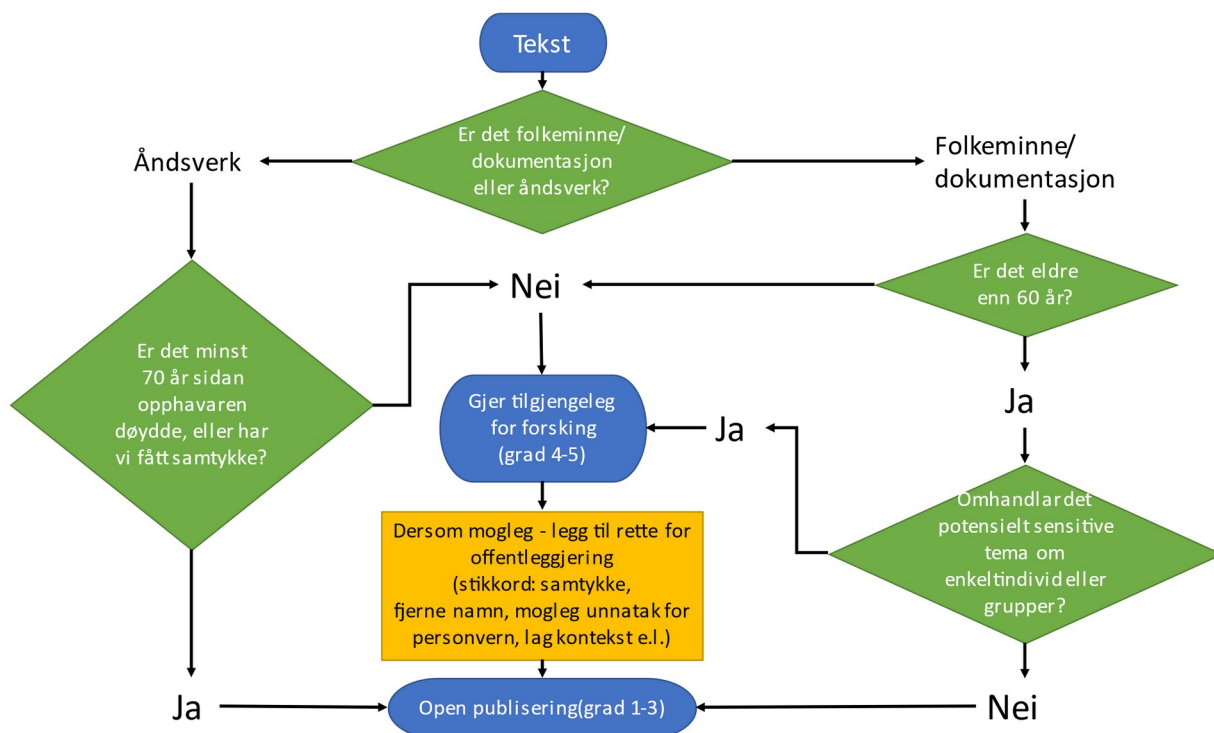 Tekst
Er det folkeminne/
dokumentasjon
eller åndsverk?
Åndsverk
Folkeminne/
dokumentasjon
Er det eldre
enn 60 år?
Nei
Er det minst
70 år sidan
opphavaren
døydde, eller har
vi fått samtykke?
Ja
Gjer tilgjengeleg
for forsking
(grad 4-5)
Ja
Omhandlar det
potensielt sensitive
tema om
enkeltindivid eller
grupper?
Dersom mogleg - legg til rette for
offentleggjering
(stikkord: samtykke,
fjerne namn, mogleg unnatak for
personvern, lag kontekst e.l.)
Ja
Open publisering(grad 1-3)
Nei